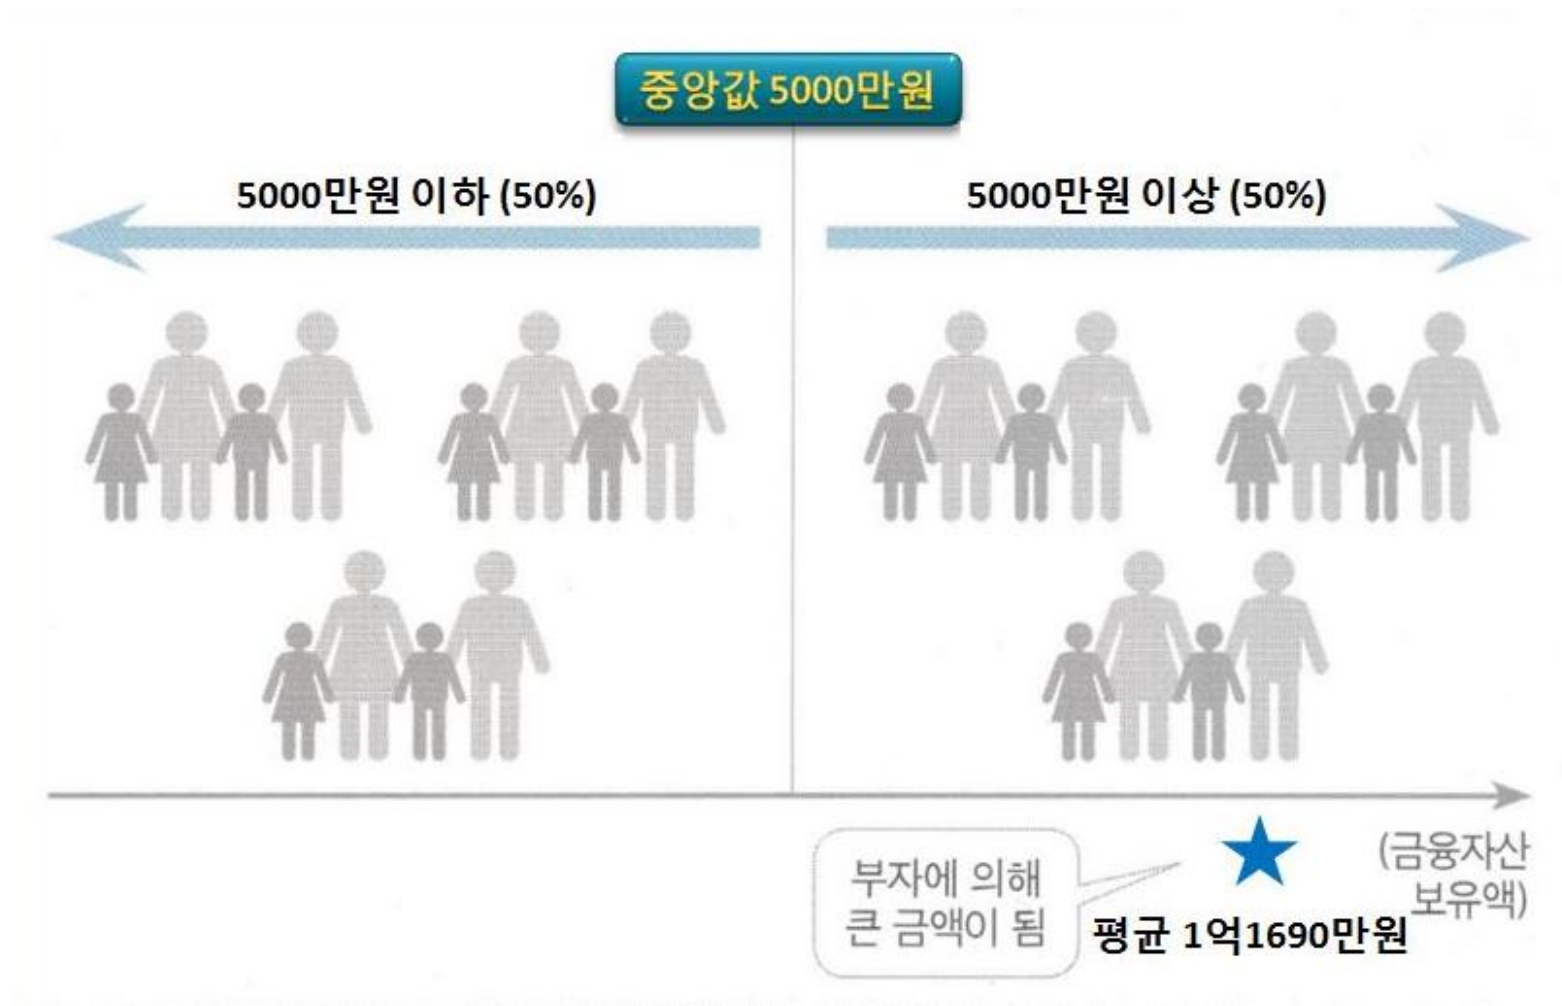 중앙값 5000만원
5000만원 이하 (50%)
5000만원 이상 (50%)
부자에 의해
큰 금액이 됨
평균 1억1690만원
(금융자산
보유액)